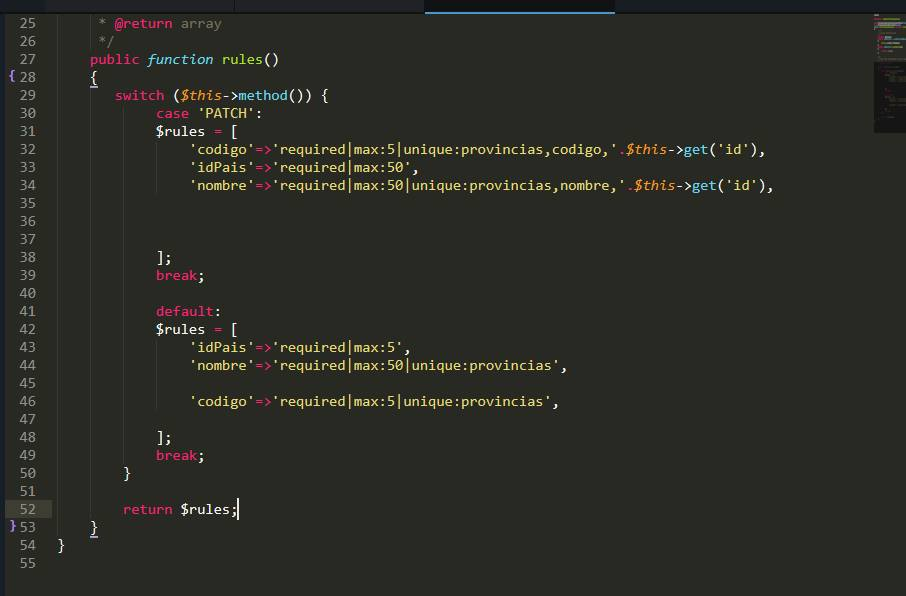 25 * @return array
26 */
27 public function rules()
28 {
29 switch ($this->method()) {
30 case 'PATCH':
31 $rules = [
32 'codigo'=>'required|max:5|unique:provincias,codigo,'.$this->get('id'),
33 'idPais'=>'required|max:50',
34 'nombre'=>'required|max:50|unique:provincias,nombre,'.$this->get('id'),
35
36
37
38 ];
39 break;
40
41 default:
42 $rules = [
43 'idPais'=>'required|max:5',
44 'nombre'=>'required|max:50|unique:provincias',
45
46 'codigo'=>'required|max:5|unique:provincias',
47
48 ];
49 break;
50 }
51
52 return $rules;
53 }
54 }
55